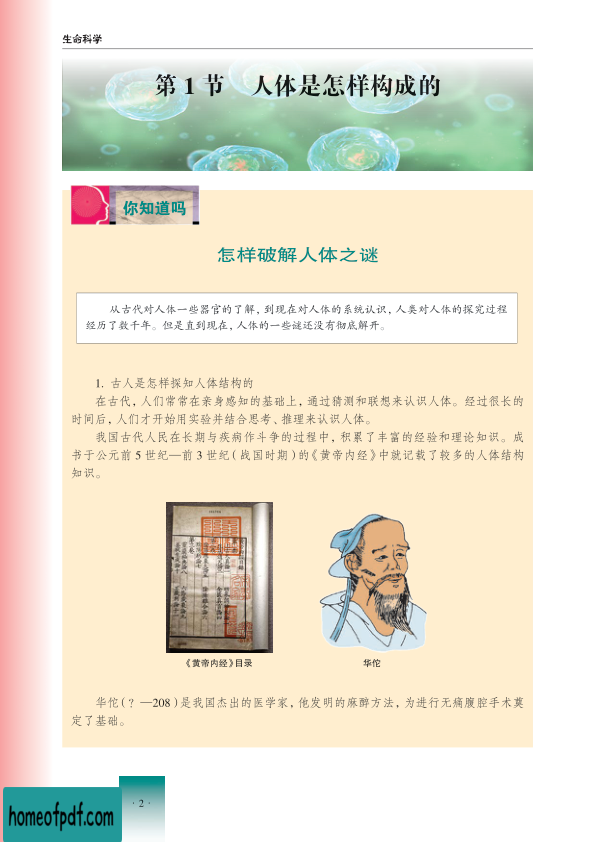 生命科学
第 1 节 人体是怎样构成的
你知道吗
怎样破解人体之谜
从古代对人体一些器官的了解，到现在对人体的系统认识，人类对人体的探究过程
经历了数千年。但是直到现在，人体的一些谜还没有彻底解开。
1. 古人是怎样探知人体结构的
在古代，人们常常在亲身感知的基础上，通过猜测和联想来认识人体。经过很长的
时间后，人们才开始用实验并结合思考、推理来认识人体。
我国古代人民在长期与疾病作斗争的过程中，积累了丰富的经验和理论知识。成
书于公元前 5 世纪—前 3 世纪（战国时期）的《黄帝内经》中就记载了较多的人体结构
知识。
《黄帝内经》目录
华佗
华佗（？—208）是我国杰出的医学家，他发明的麻醉方法，为进行无痛腹腔手术奠
定了基础。
· 2 ·
homeofpdf.com